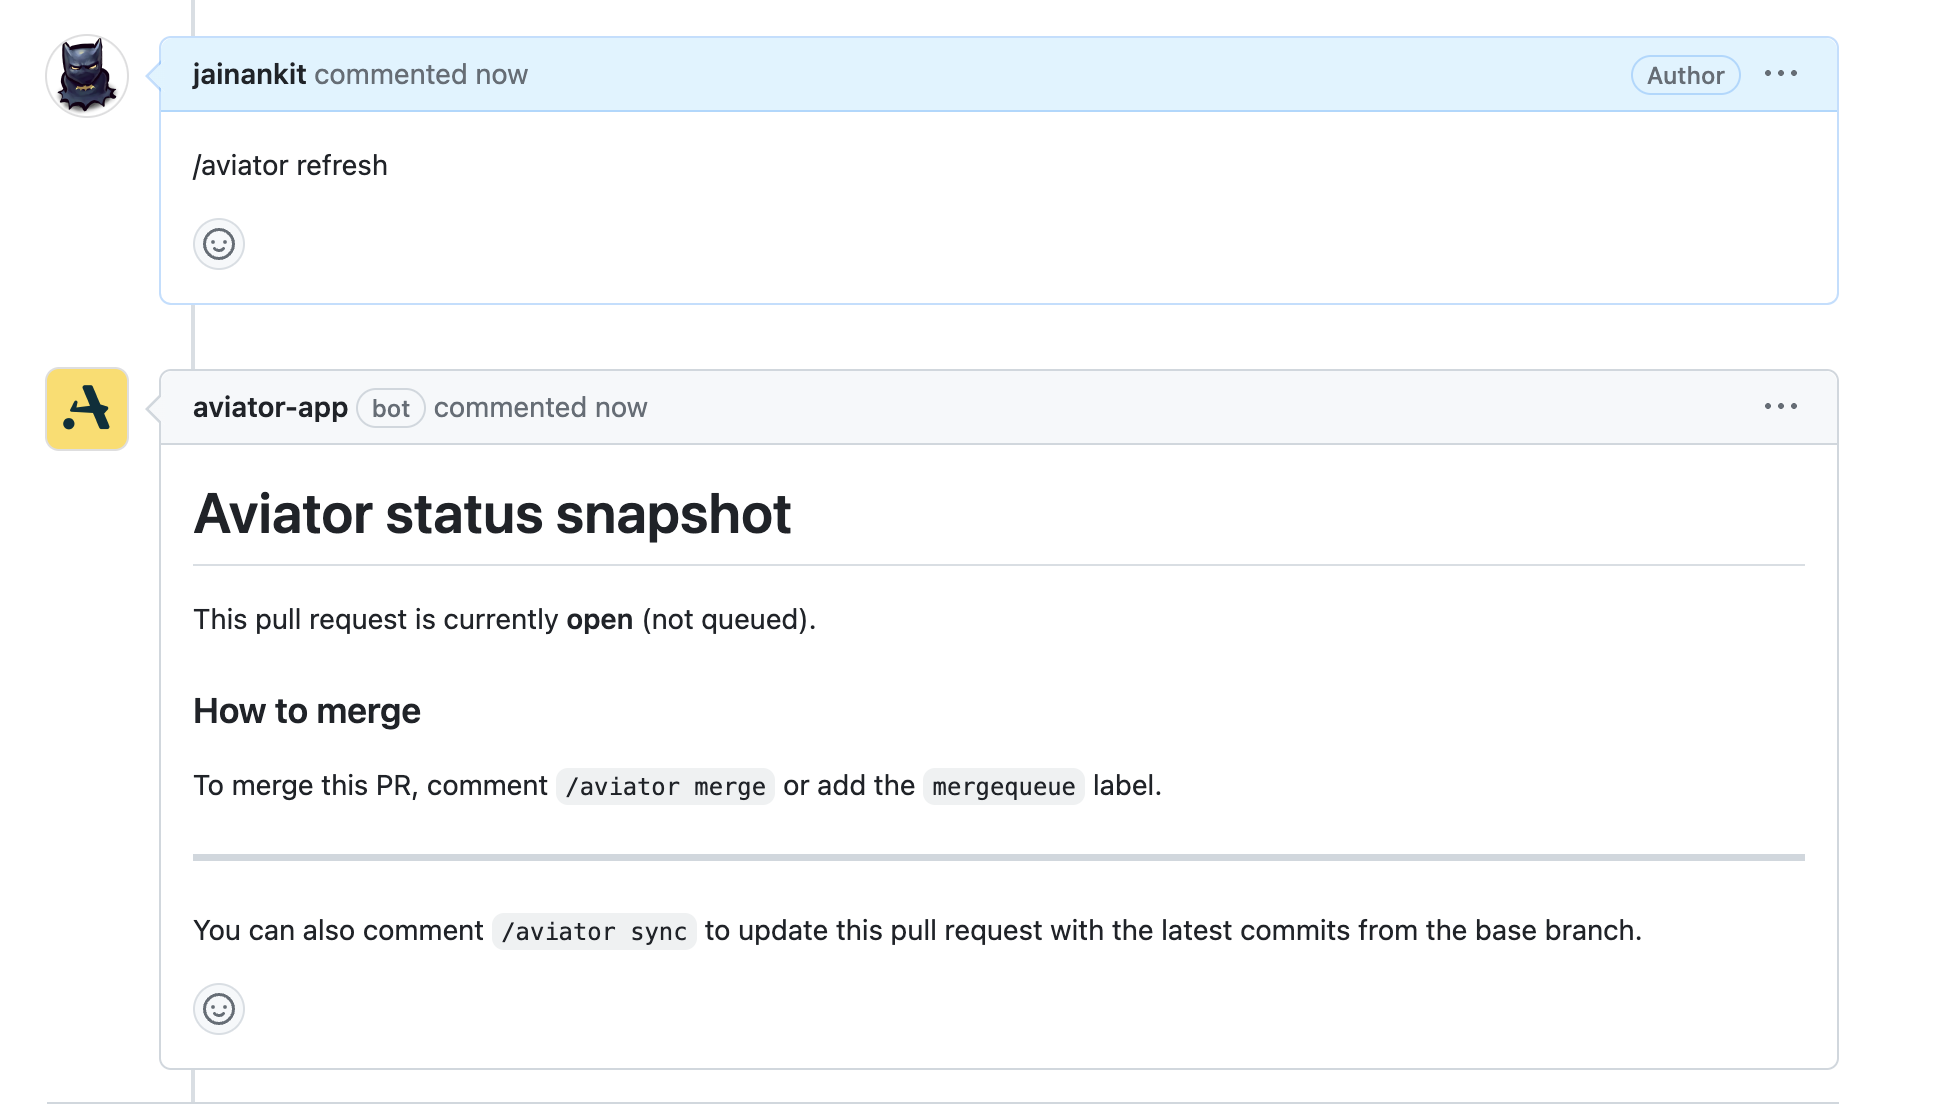 jainankit commented now Author
/aviator refresh
aviator-app bot commented now
Aviator status snapshot
This pull request is currently open (not queued).
How to merge
To merge this PR, comment /aviator merge or add the mergequeue label.
You can also comment /aviator sync to update this pull request with the latest commits from the base branch.